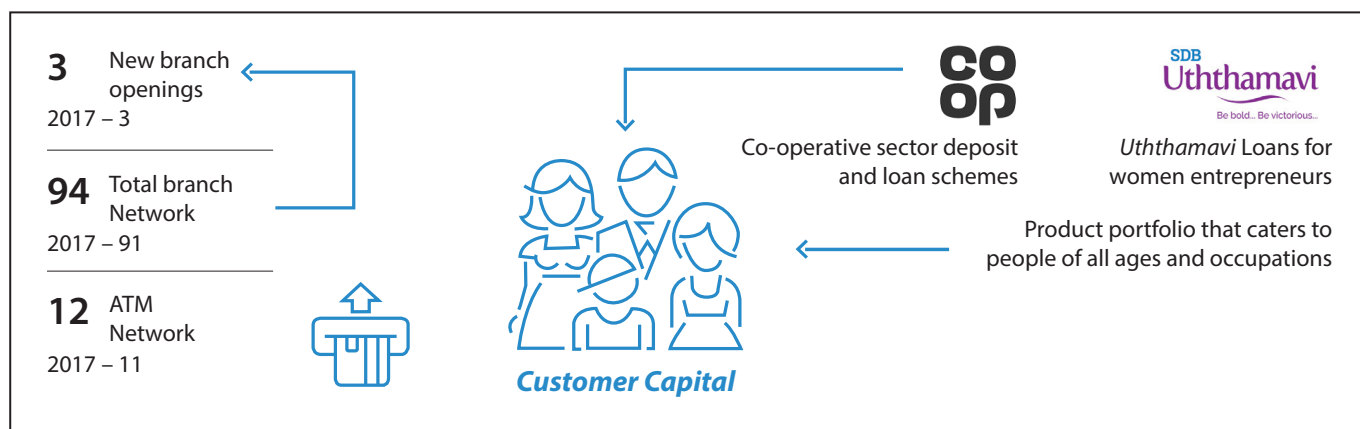 3 New branch
openings
2017 – 3
94 Total branch
Network
2017 – 91
12 ATM
Network
2017 – 11
Customer Capital
co
op
Co-operative sector deposit
and loan schemes
SDB
Uththamavi
Be bold... Be victorious...
Uththamavi Loans for
women entrepreneurs
Product portfolio that caters to
people of all ages and occupations